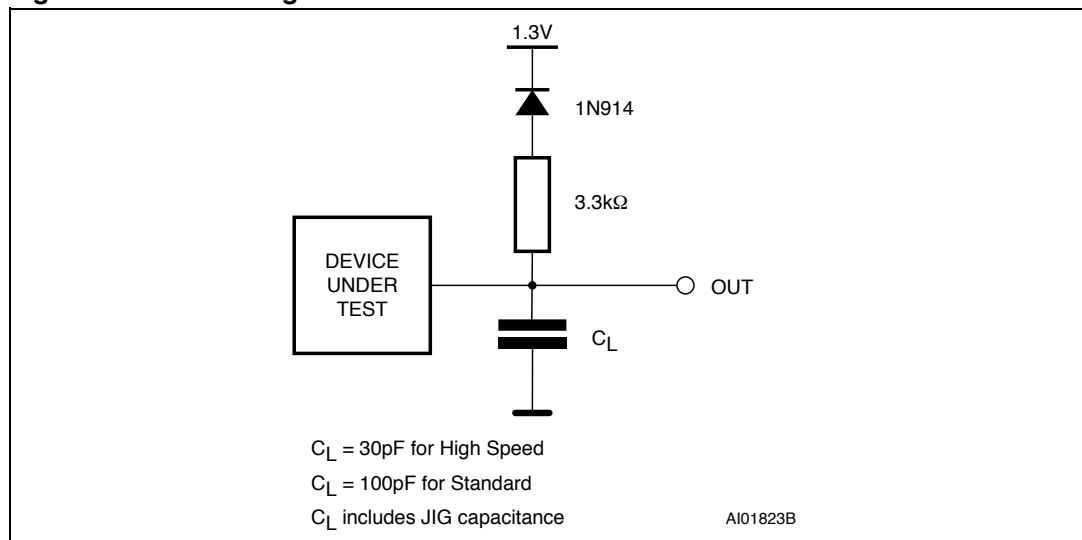 1.3V
1N914
3.3kΩ
DEVICE
UNDER
TEST
OUT
CL
CL = 30pF for High Speed
CL = 100pF for Standard
CL includes JIG capacitance
AI01823B